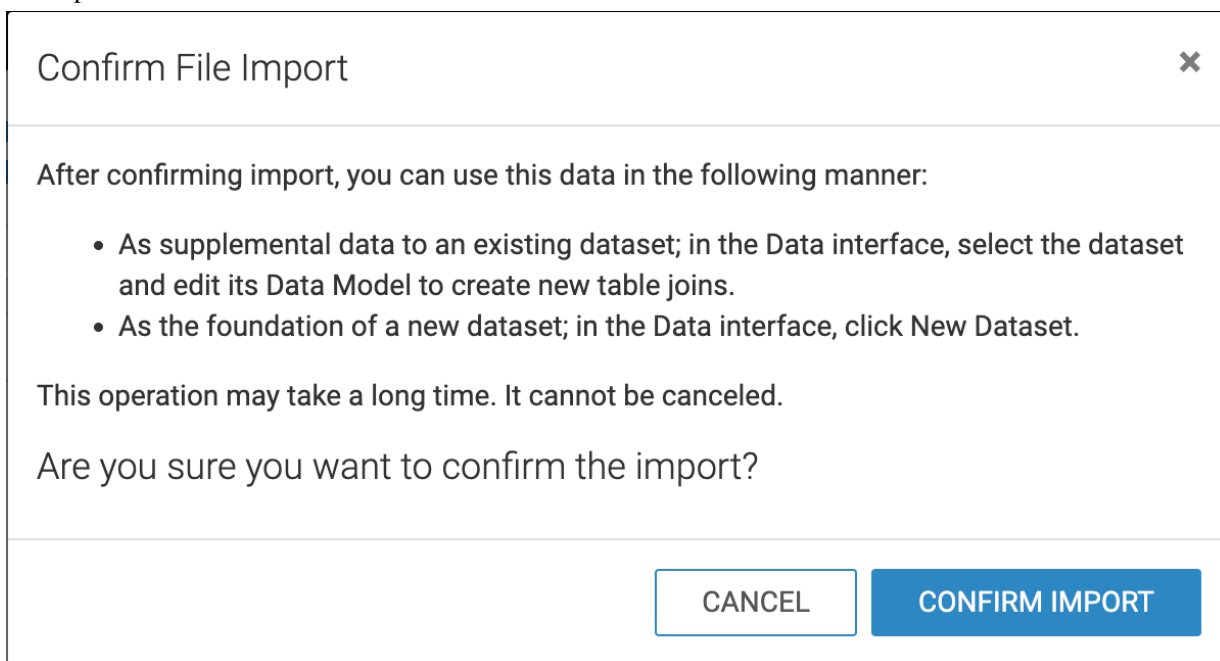 Confirm File Import
After confirming import, you can use this data in the following manner:
• As supplemental data to an existing dataset; in the Data interface, select the dataset
and edit its Data Model to create new table joins.
• As the foundation of a new dataset; in the Data interface, click New Dataset.
This operation may take a long time. It cannot be canceled.
Are you sure you want to confirm the import?
CANCEL
CONFIRM IMPORT